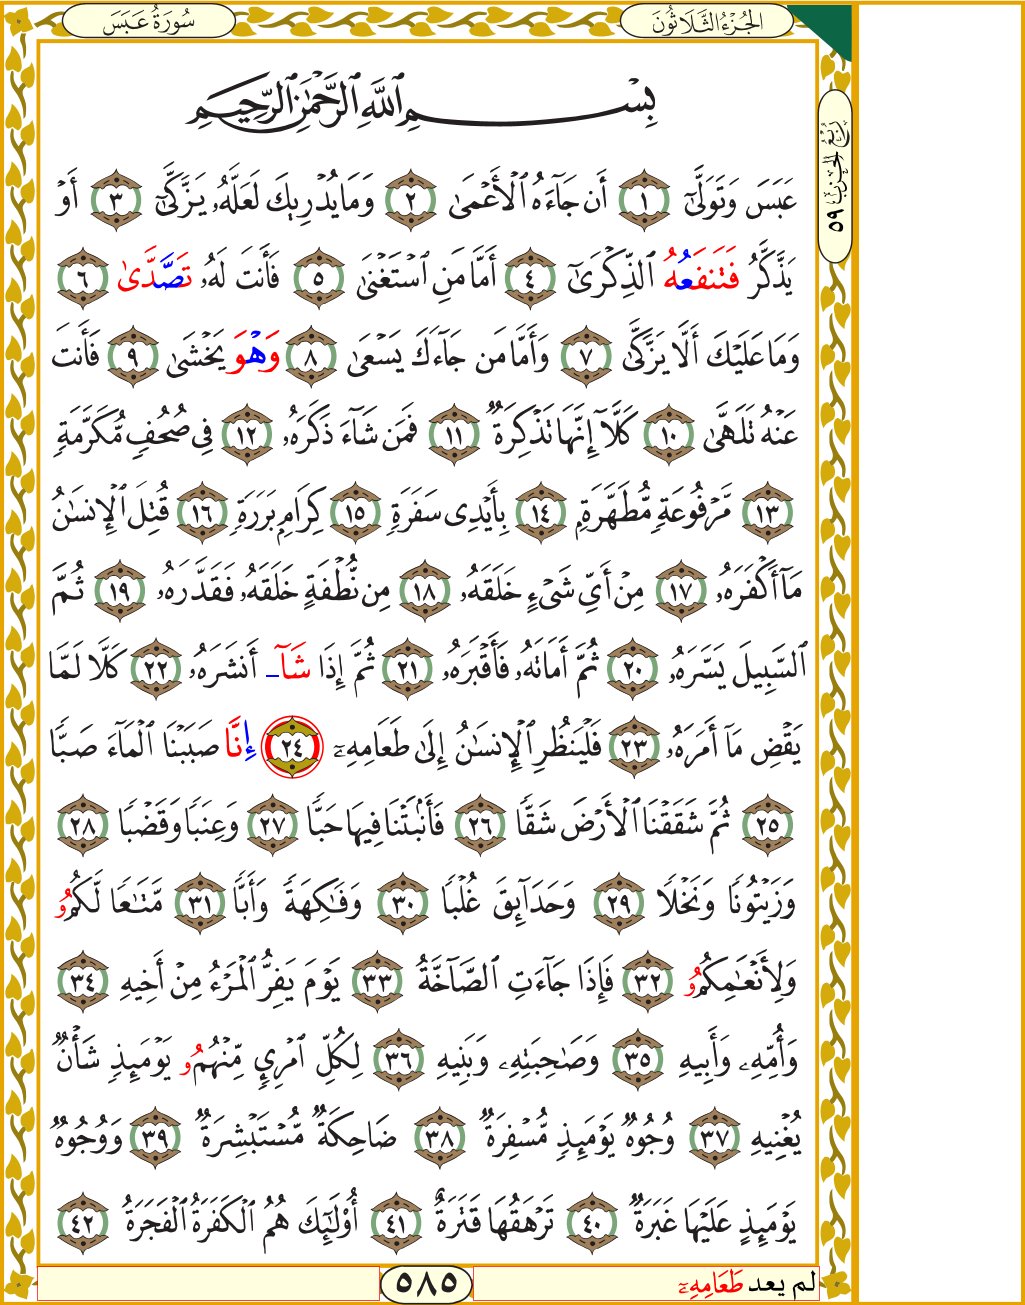 سُورَةُ عَبَسَ
الجُزْءُ الثَّلَاثُونَ
رُبْعُ الحِزْبِ ٥٩
بِسْمِ ٱللَّهِ ٱلرَّحْمَٰنِ ٱلرَّحِيمِ
عَبَسَ وَتَوَلَّىٰٓ ١ أَن جَآءَهُ ٱلْأَعْمَىٰ ٢ وَمَا يُدْرِيكَ لَعَلَّهُۥ يَزَّكَّىٰٓ ٣ أَوْ
يَذَّكَّرُ فَتَنفَعُهُ ٱلذِّكْرَىٰٓ ٤ أَمَّا مَنِ ٱسْتَغْنَىٰ ٥ فَأَنتَ لَهُۥ تَصَّدَّىٰ ٦
وَمَا عَلَيْكَ أَلَّا يَزَّكَّىٰ ٧ وَأَمَّا مَن جَآءَكَ يَسْعَىٰ ٨ وَهْوَ يَخْشَىٰ ٩ فَأَنتَ
عَنْهُ تَلَهَّىٰ ١٠ كَلَّآ إِنَّهَا تَذْكِرَةٌ ١١ فَمَن شَآءَ ذَكَرَهُۥ ١٢ فِى صُحُفٍ مُّكَرَّمَةٍ
١٣ مَّرْفُوعَةٍ مُّطَهَّرَةٍۭ ١٤ بِأَيْدِى سَفَرَةٍ ١٥ كِرَامٍۭ بَرَرَةٍ ١٦ قُتِلَ ٱلْإِنسَٰنُ
مَآ أَكْفَرَهُۥ ١٧ مِنْ أَىِّ شَىْءٍ خَلَقَهُۥ ١٨ مِن نُّطْفَةٍ خَلَقَهُۥ فَقَدَّرَهُۥ ١٩ ثُمَّ
ٱلسَّبِيلَ يَسَّرَهُۥ ٢٠ ثُمَّ أَمَاتَهُۥ فَأَقْبَرَهُۥ ٢١ ثُمَّ إِذَا شَآـ أَنشَرَهُۥ ٢٢ كَلَّا لَمَّا
يَقْضِ مَآ أَمَرَهُۥ ٢٣ فَلْيَنظُرِ ٱلْإِنسَٰنُ إِلَىٰ طَعَامِهِۦٓ ٢٤ إِنَّا صَبَبْنَا ٱلْمَآءَ صَبًّا
٢٥ ثُمَّ شَقَقْنَا ٱلْأَرْضَ شَقًّا ٢٦ فَأَنۢبَتْنَا فِيهَا حَبًّا ٢٧ وَعِنَبًا وَقَضْبًا ٢٨
وَزَيْتُونًا وَنَخْلًا ٢٩ وَحَدَآئِقَ غُلْبًا ٣٠ وَفَٰكِهَةً وَأَبًّا ٣١ مَّتَٰعًا لَّكُمُۥ
وَلِأَنْعَٰمِكُمُۥ ٣٢ فَإِذَا جَآءَتِ ٱلصَّآخَّةُ ٣٣ يَوْمَ يَفِرُّ ٱلْمَرْءُ مِنْ أَخِيهِ ٣٤
وَأُمِّهِۦ وَأَبِيهِ ٣٥ وَصَٰحِبَتِهِۦ وَبَنِيهِ ٣٦ لِكُلِّ ٱمْرِئٍ مِّنْهُمُۥ يَوْمَئِذٍ شَأْنٌ
يُغْنِيهِ ٣٧ وُجُوهٌ يَوْمَئِذٍ مُّسْفِرَةٌ ٣٨ ضَاحِكَةٌ مُّسْتَبْشِرَةٌ ٣٩ وَوُجُوهٌ
يَوْمَئِذٍ عَلَيْهَا غَبَرَةٌ ٤٠ تَرْهَقُهَا قَتَرَةٌ ٤١ أُو۟لَٰٓئِكَ هُمُ ٱلْكَفَرَةُ ٱلْفَجَرَةُ ٤٢
لم يعد طَعَامِهِۦٓ
٥٨٥